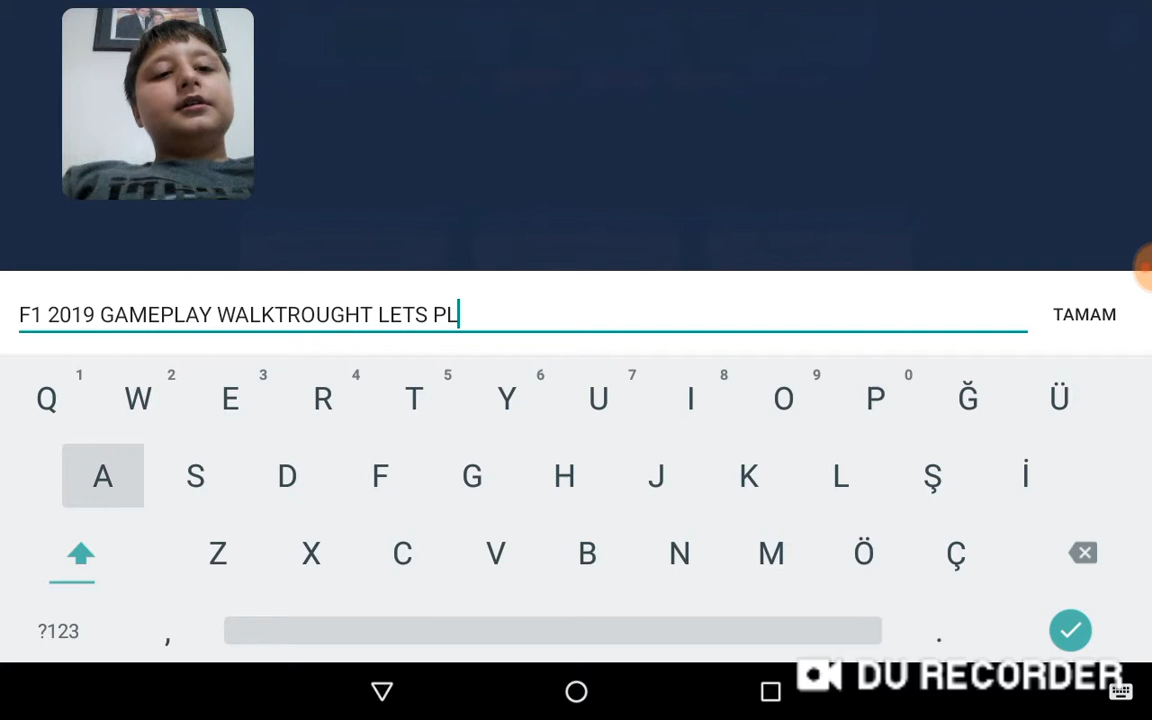 F1 2019 GAMEPLAY WALKTROUGHT LETS PL
TAMAM
1 2 3 4 5 6 7 8 9 0
Q W E R T Y U I O P Ğ Ü
A S D F G H J K L Ş İ
Z X C V B N M Ö Ç
?123 , .
DU RECORDER